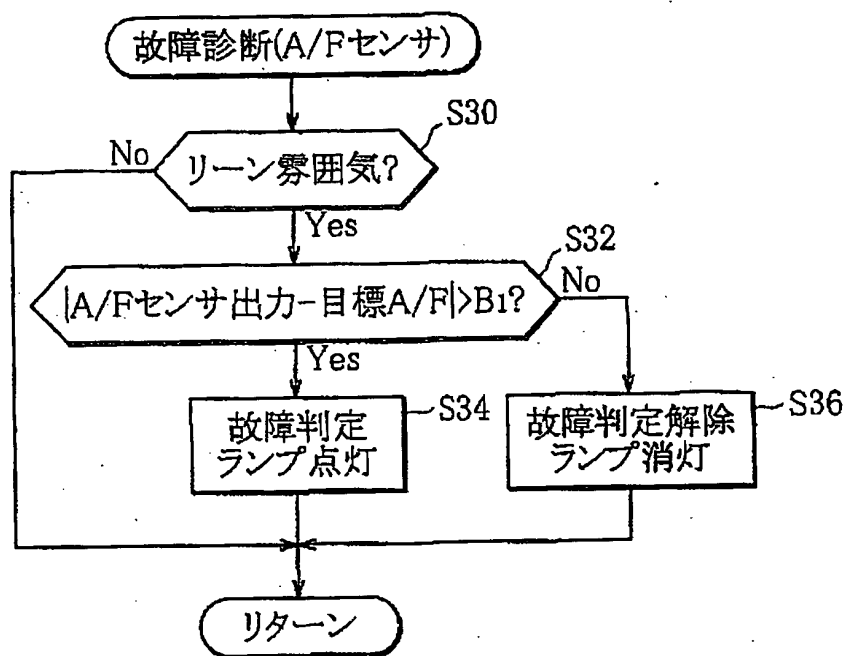 故障診断(A/Fセンサ)
S30
No
リーン雰囲気?
Yes
S32
|A/Fセンサ出力-目標A/F|>B1?
No
Yes
故障判定
ランプ点灯
S34
故障判定解除
ランプ消灯
S36
リターン